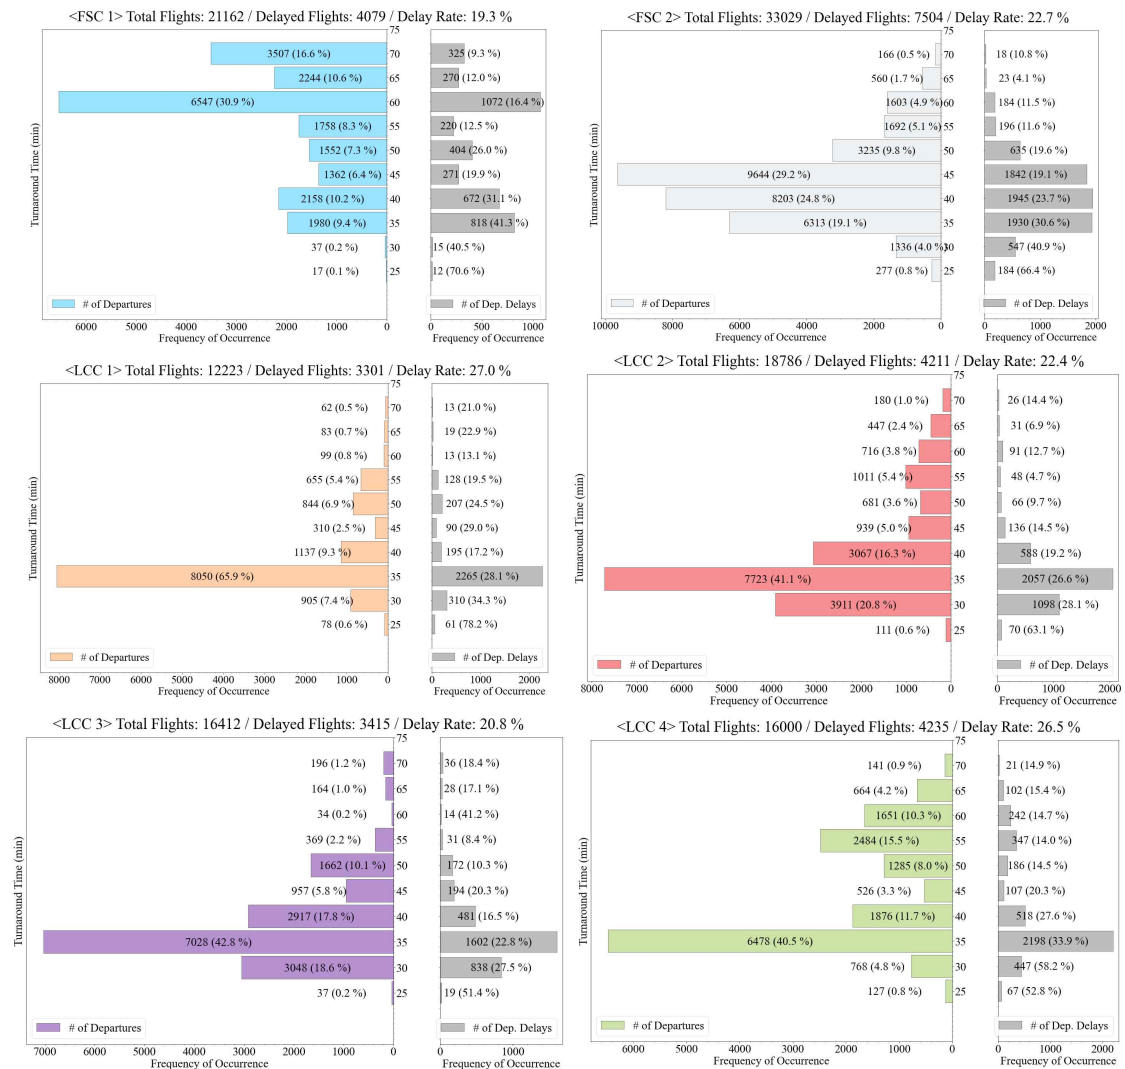 <FSC 1> Total Flights: 21162 / Delayed Flights: 4079 / Delay Rate: 19.3 %
75
3507 (16.6 %) 70 325 (9.3 %)
2244 (10.6 %) 65 270 (12.0 %)
6547 (30.9 %) 60 1072 (16.4 %)
1758 (8.3 %) 55 220 (12.5 %)
1552 (7.3 %) 50 404 (26.0 %)
1362 (6.4 %) 45 271 (19.9 %)
2158 (10.2 %) 40 672 (31.1 %)
1980 (9.4 %) 35 818 (41.3 %)
37 (0.2 %) 30 15 (40.5 %)
17 (0.1 %) 25 12 (70.6 %)
Turnaround Time (min)
# of Departures # of Dep. Delays
6000 5000 4000 3000 2000 1000 0 0 500 1000
Frequency of Occurrence
<FSC 2> Total Flights: 33029 / Delayed Flights: 7504 / Delay Rate: 22.7 %
75
166 (0.5 %) 70 18 (10.8 %)
560 (1.7 %) 65 23 (4.1 %)
1603 (4.9 %) 60 184 (11.5 %)
1692 (5.1 %) 55 196 (11.6 %)
3235 (9.8 %) 50 635 (19.6 %)
9644 (29.2 %) 45 1842 (19.1 %)
8203 (24.8 %) 40 1945 (23.7 %)
6313 (19.1 %) 35 1930 (30.6 %)
1336 (4.0 %) 30 547 (40.9 %)
277 (0.8 %) 25 184 (66.4 %)
Turnaround Time (min)
# of Departures # of Dep. Delays
10000 8000 6000 4000 2000 0 0 1000 2000
Frequency of Occurrence
<LCC 1> Total Flights: 12223 / Delayed Flights: 3301 / Delay Rate: 27.0 %
75
62 (0.5 %) 70 13 (21.0 %)
83 (0.7 %) 65 19 (22.9 %)
99 (0.8 %) 60 13 (13.1 %)
655 (5.4 %) 55 128 (19.5 %)
844 (6.9 %) 50 207 (24.5 %)
310 (2.5 %) 45 90 (29.0 %)
1137 (9.3 %) 40 195 (17.2 %)
8050 (65.9 %) 35 2265 (28.1 %)
905 (7.4 %) 30 310 (34.3 %)
78 (0.6 %) 25 61 (78.2 %)
Turnaround Time (min)
# of Departures # of Dep. Delays
8000 7000 6000 5000 4000 3000 2000 1000 0 0 1000 2000
Frequency of Occurrence
<LCC 2> Total Flights: 18786 / Delayed Flights: 4211 / Delay Rate: 22.4 %
75
180 (1.0 %) 70 26 (14.4 %)
447 (2.4 %) 65 31 (6.9 %)
716 (3.8 %) 60 91 (12.7 %)
1011 (5.4 %) 55 48 (4.7 %)
681 (3.6 %) 50 66 (9.7 %)
939 (5.0 %) 45 136 (14.5 %)
3067 (16.3 %) 40 588 (19.2 %)
7723 (41.1 %) 35 2057 (26.6 %)
3911 (20.8 %) 30 1098 (28.1 %)
111 (0.6 %) 25 70 (63.1 %)
Turnaround Time (min)
# of Departures # of Dep. Delays
8000 7000 6000 5000 4000 3000 2000 1000 0 0 1000 2000
Frequency of Occurrence
<LCC 3> Total Flights: 16412 / Delayed Flights: 3415 / Delay Rate: 20.8 %
75
196 (1.2 %) 70 36 (18.4 %)
164 (1.0 %) 65 28 (17.1 %)
34 (0.2 %) 60 14 (41.2 %)
369 (2.2 %) 55 31 (8.4 %)
1662 (10.1 %) 50 172 (10.3 %)
957 (5.8 %) 45 194 (20.3 %)
2917 (17.8 %) 40 481 (16.5 %)
7028 (42.8 %) 35 1602 (22.8 %)
3048 (18.6 %) 30 838 (27.5 %)
37 (0.2 %) 25 19 (51.4 %)
Turnaround Time (min)
# of Departures # of Dep. Delays
7000 6000 5000 4000 3000 2000 1000 0 0 1000
Frequency of Occurrence
<LCC 4> Total Flights: 16000 / Delayed Flights: 4235 / Delay Rate: 26.5 %
75
141 (0.9 %) 70 21 (14.9 %)
664 (4.2 %) 65 102 (15.4 %)
1651 (10.3 %) 60 242 (14.7 %)
2484 (15.5 %) 55 347 (14.0 %)
1285 (8.0 %) 50 186 (14.5 %)
526 (3.3 %) 45 107 (20.3 %)
1876 (11.7 %) 40 518 (27.6 %)
6478 (40.5 %) 35 2198 (33.9 %)
768 (4.8 %) 30 447 (58.2 %)
127 (0.8 %) 25 67 (52.8 %)
Turnaround Time (min)
# of Departures # of Dep. Delays
6000 5000 4000 3000 2000 1000 0 0 1000 2000
Frequency of Occurrence